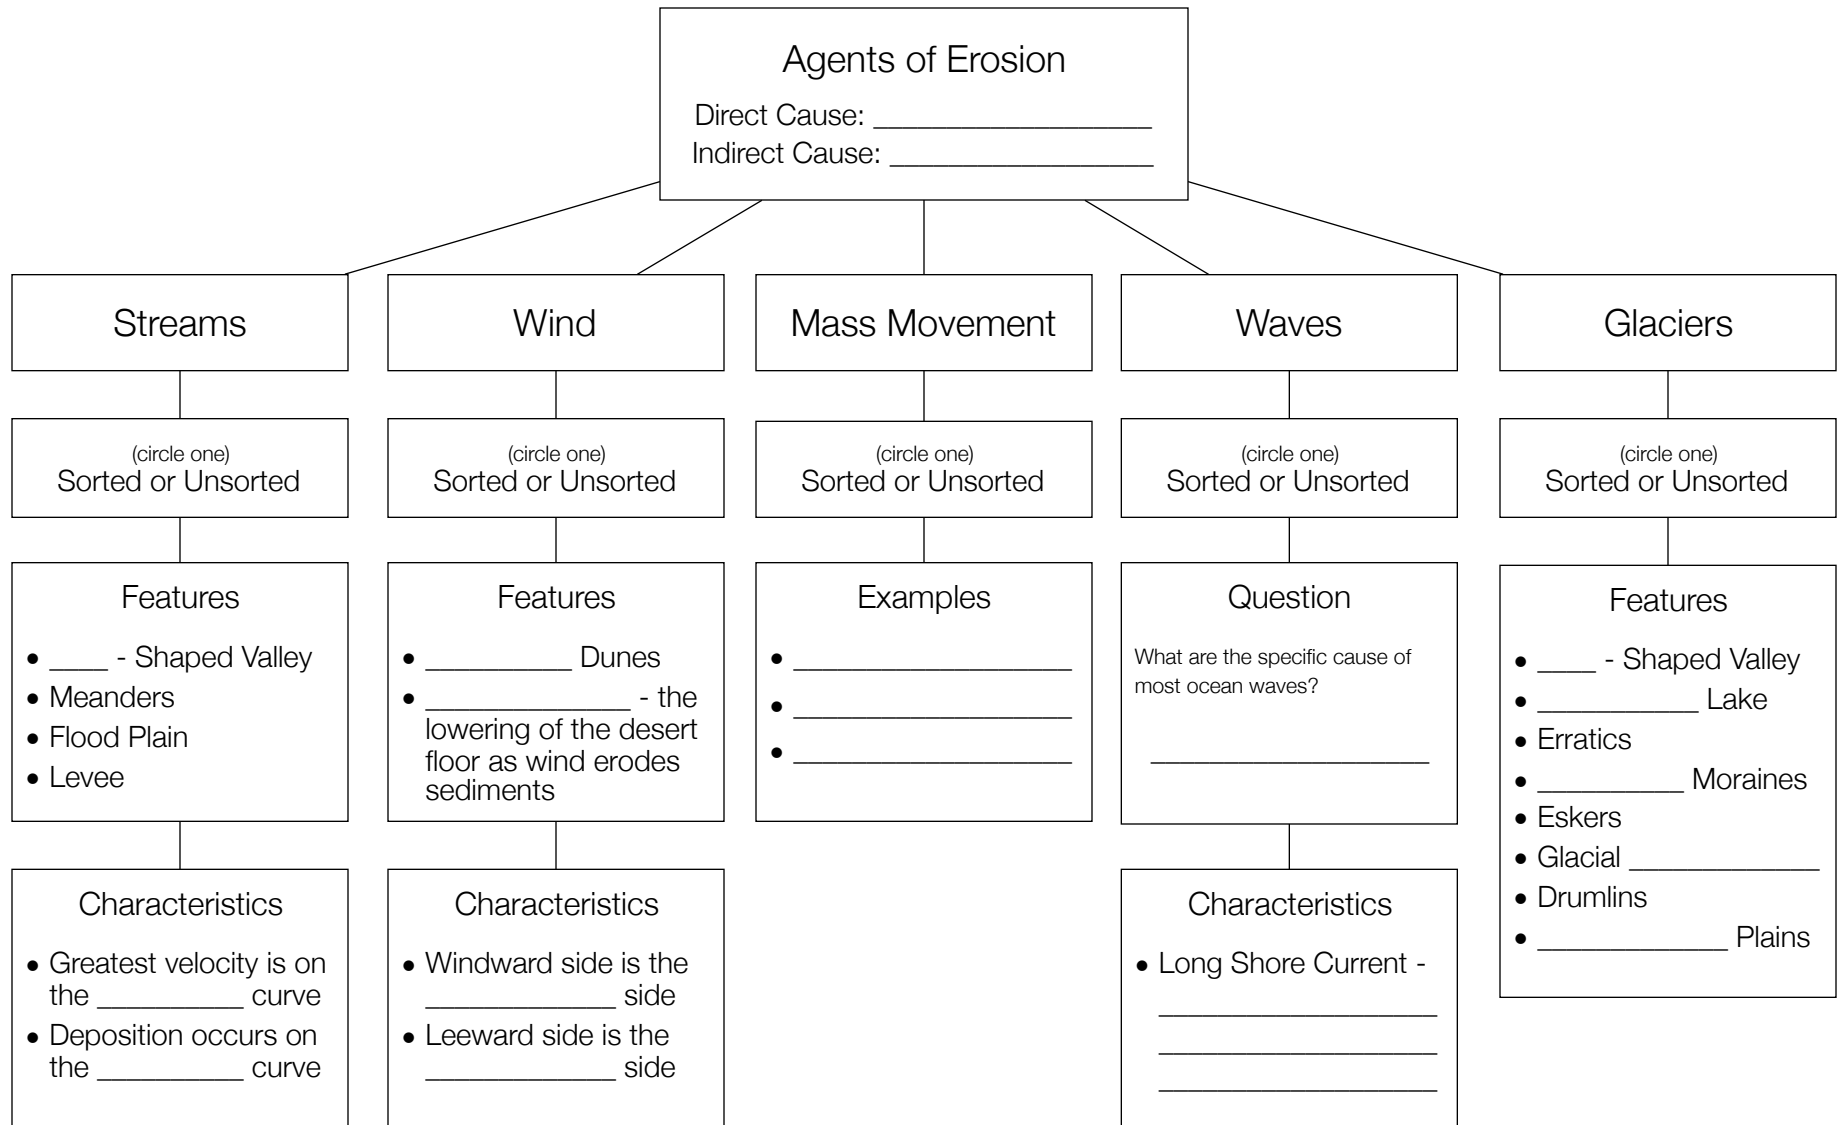 Agents of Erosion
Direct Cause: ___________________
Indirect Cause: __________________
Streams
Wind
Mass Movement
Waves
Glaciers
(circle one)
Sorted or Unsorted
(circle one)
Sorted or Unsorted
(circle one)
Sorted or Unsorted
(circle one)
Sorted or Unsorted
(circle one)
Sorted or Unsorted
Features
• ____ - Shaped Valley
• Meanders
• Flood Plain
• Levee
Features
• __________ Dunes
• ______________ - the
lowering of the desert
floor as wind erodes
sediments
Examples
• ___________________
• ___________________
• ___________________
Question
What are the specific cause of
most ocean waves?
___________________
Features
• ____ - Shaped Valley
• ___________ Lake
• Erratics
• __________ Moraines
• Eskers
• Glacial _____________
• Drumlins
• _____________ Plains
Characteristics
• Greatest velocity is on
the __________ curve
• Deposition occurs on
the __________ curve
Characteristics
• Windward side is the
_____________ side
• Leeward side is the
_____________ side
Characteristics
• Long Shore Current -
___________________
___________________
___________________